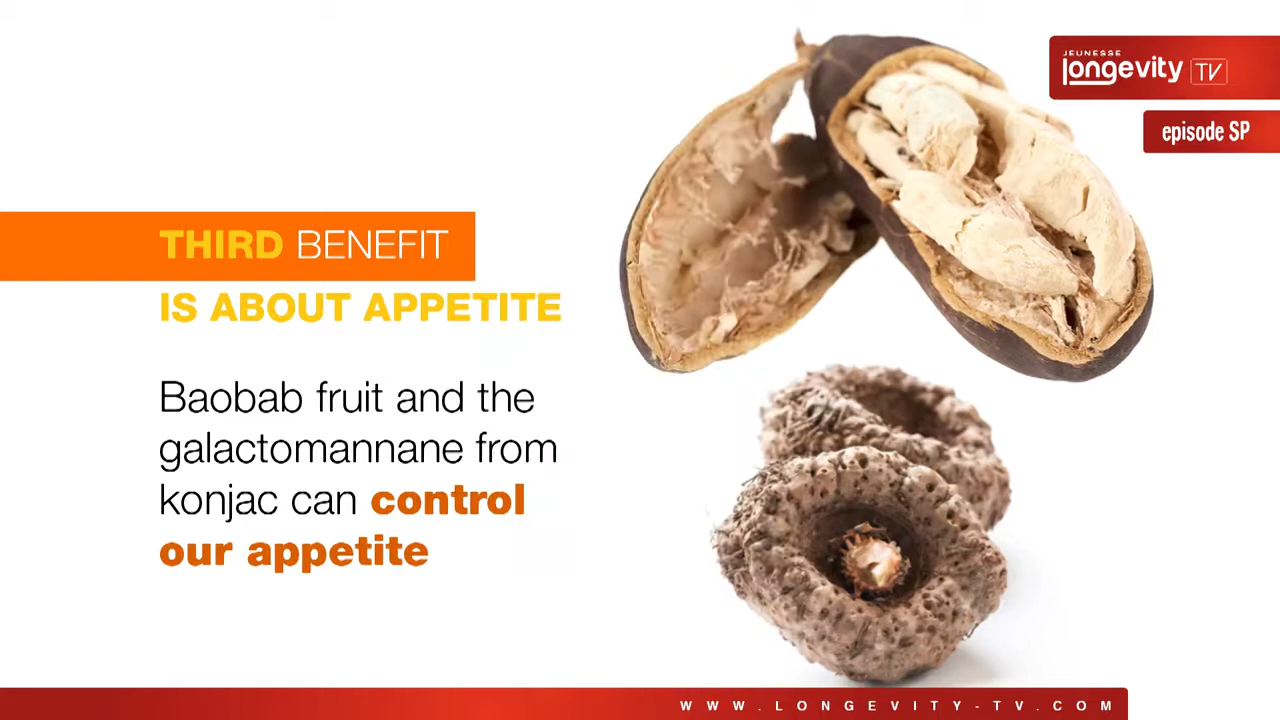 JEUNESSE
longevity TV
episode SP
THIRD BENEFIT
IS ABOUT APPETITE
Baobab fruit and the
galactomannane from
konjac can control
our appetite
WWW.LONGEVITY-TV.COM